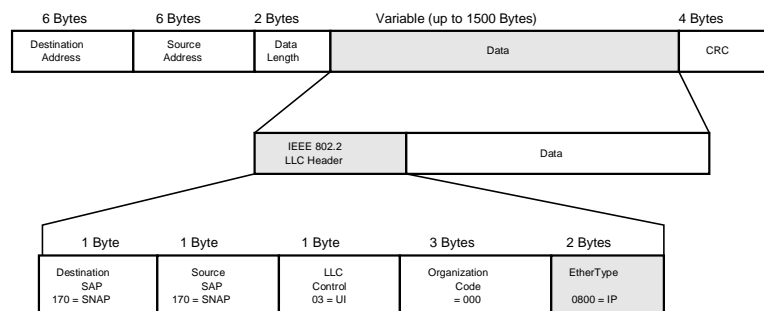 6 Bytes 6 Bytes 2 Bytes Variable (up to 1500 Bytes) 4 Bytes
Destination
Address
Source
Address
Data
Length
Data
CRC
IEEE 802.2
LLC Header
Data
1 Byte 1 Byte 1 Byte 3 Bytes 2 Bytes
Destination
SAP
170 = SNAP
Source
SAP
170 = SNAP
LLC
Control
03 = UI
Organization
Code
= 000
EtherType
0800 = IP